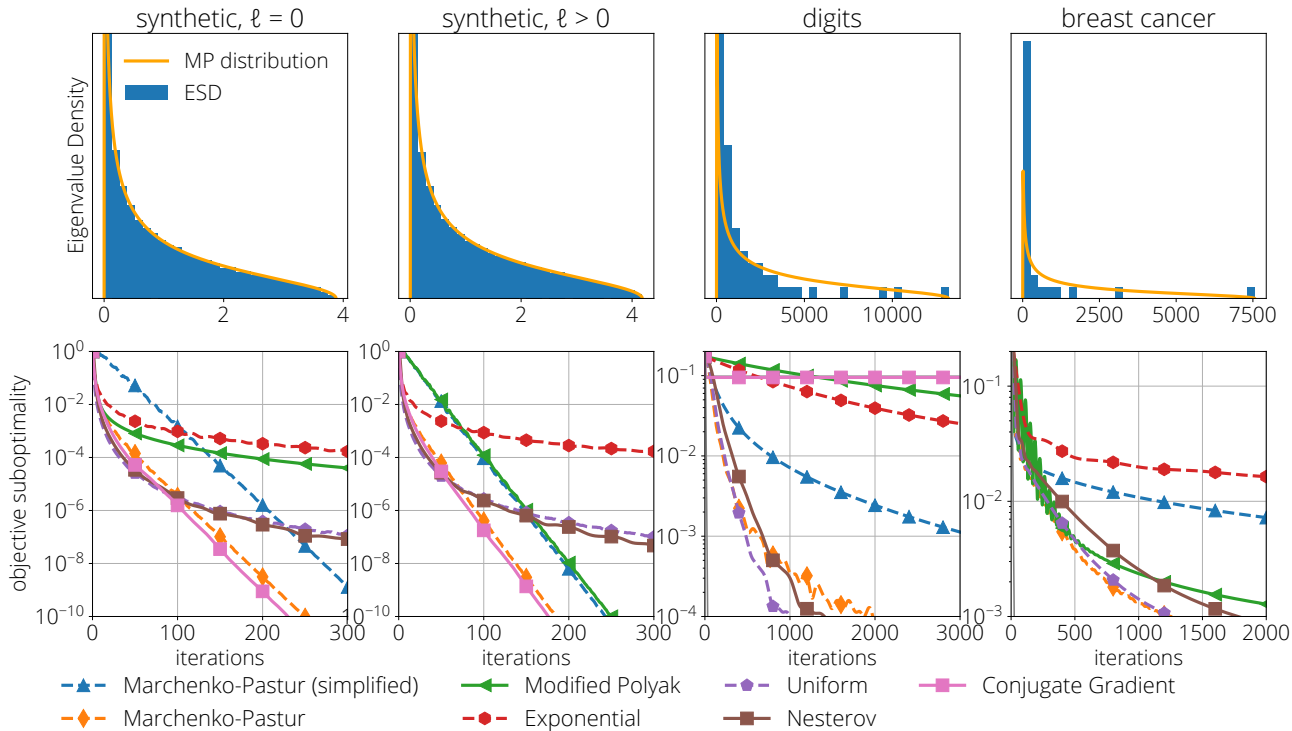 synthetic, ℓ = 0
synthetic, ℓ > 0
digits
breast cancer
Eigenvalue Density
MP distribution
ESD
0 2 4
0 2 4
0 5000 10000
0 2500 5000 7500
objective suboptimality
10⁰
10⁻²
10⁻⁴
10⁻⁶
10⁻⁸
10⁻¹⁰
0 100 200 300
iterations
10⁰
10⁻²
10⁻⁴
10⁻⁶
10⁻⁸
10⁻¹⁰
0 100 200 300
iterations
10⁻¹
10⁻²
10⁻³
10⁻⁴
0 1000 2000 3000
iterations
10⁻¹
10⁻²
10⁻³
0 500 1000 1500 2000
iterations
Marchenko-Pastur (simplified)
Marchenko-Pastur
Modified Polyak
Exponential
Uniform
Nesterov
Conjugate Gradient